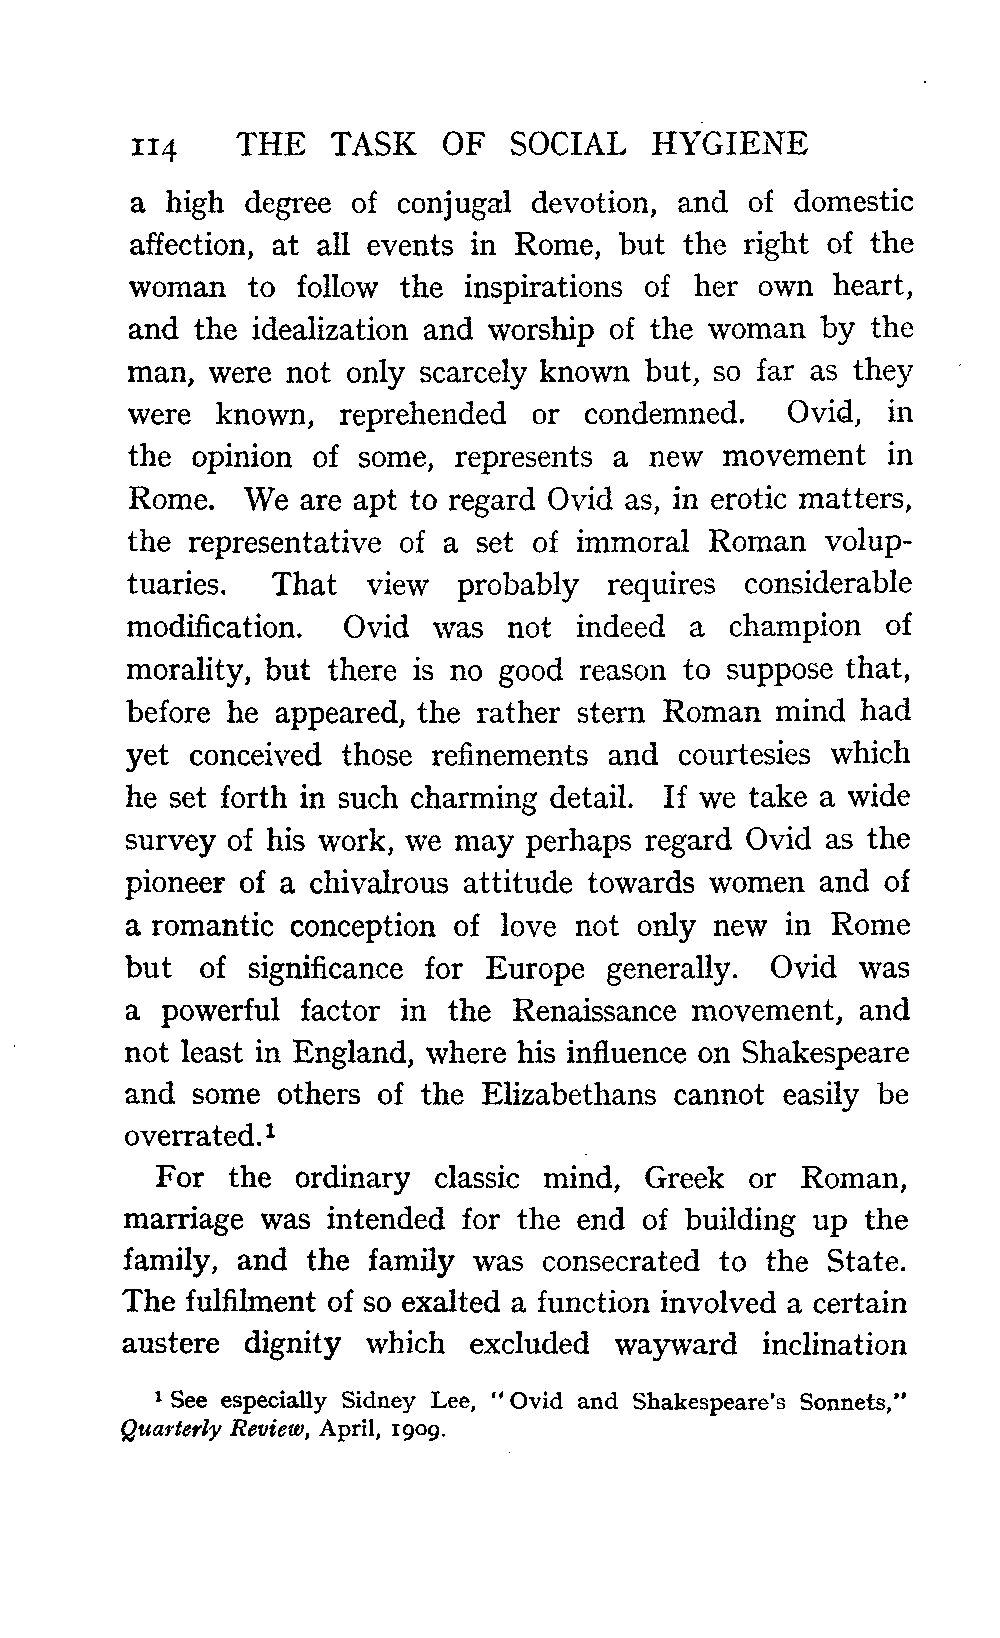 114 THE TASK OF SOCIAL HYGIENE
a high degree of conjugal devotion, and of domestic
affection, at all events in Rome, but the right of the
woman to follow the inspirations of her own heart,
and the idealization and worship of the woman by the
man, were not only scarcely known but, so far as they
were known, reprehended or condemned. Ovid, in
the opinion of some, represents a new movement in
Rome. We are apt to regard Ovid as, in erotic matters,
the representative of a set of immoral Roman volup-
tuaries. That view probably requires considerable
modification. Ovid was not indeed a champion of
morality, but there is no good reason to suppose that,
before he appeared, the rather stern Roman mind had
yet conceived those refinements and courtesies which
he set forth in such charming detail. If we take a wide
survey of his work, we may perhaps regard Ovid as the
pioneer of a chivalrous attitude towards women and of
a romantic conception of love not only new in Rome
but of significance for Europe generally. Ovid was
a powerful factor in the Renaissance movement, and
not least in England, where his influence on Shakespeare
and some others of the Elizabethans cannot easily be
overrated.¹
For the ordinary classic mind, Greek or Roman,
marriage was intended for the end of building up the
family, and the family was consecrated to the State.
The fulfilment of so exalted a function involved a certain
austere dignity which excluded wayward inclination
¹ See especially Sidney Lee, "Ovid and Shakespeare's Sonnets,"
Quarterly Review, April, 1909.